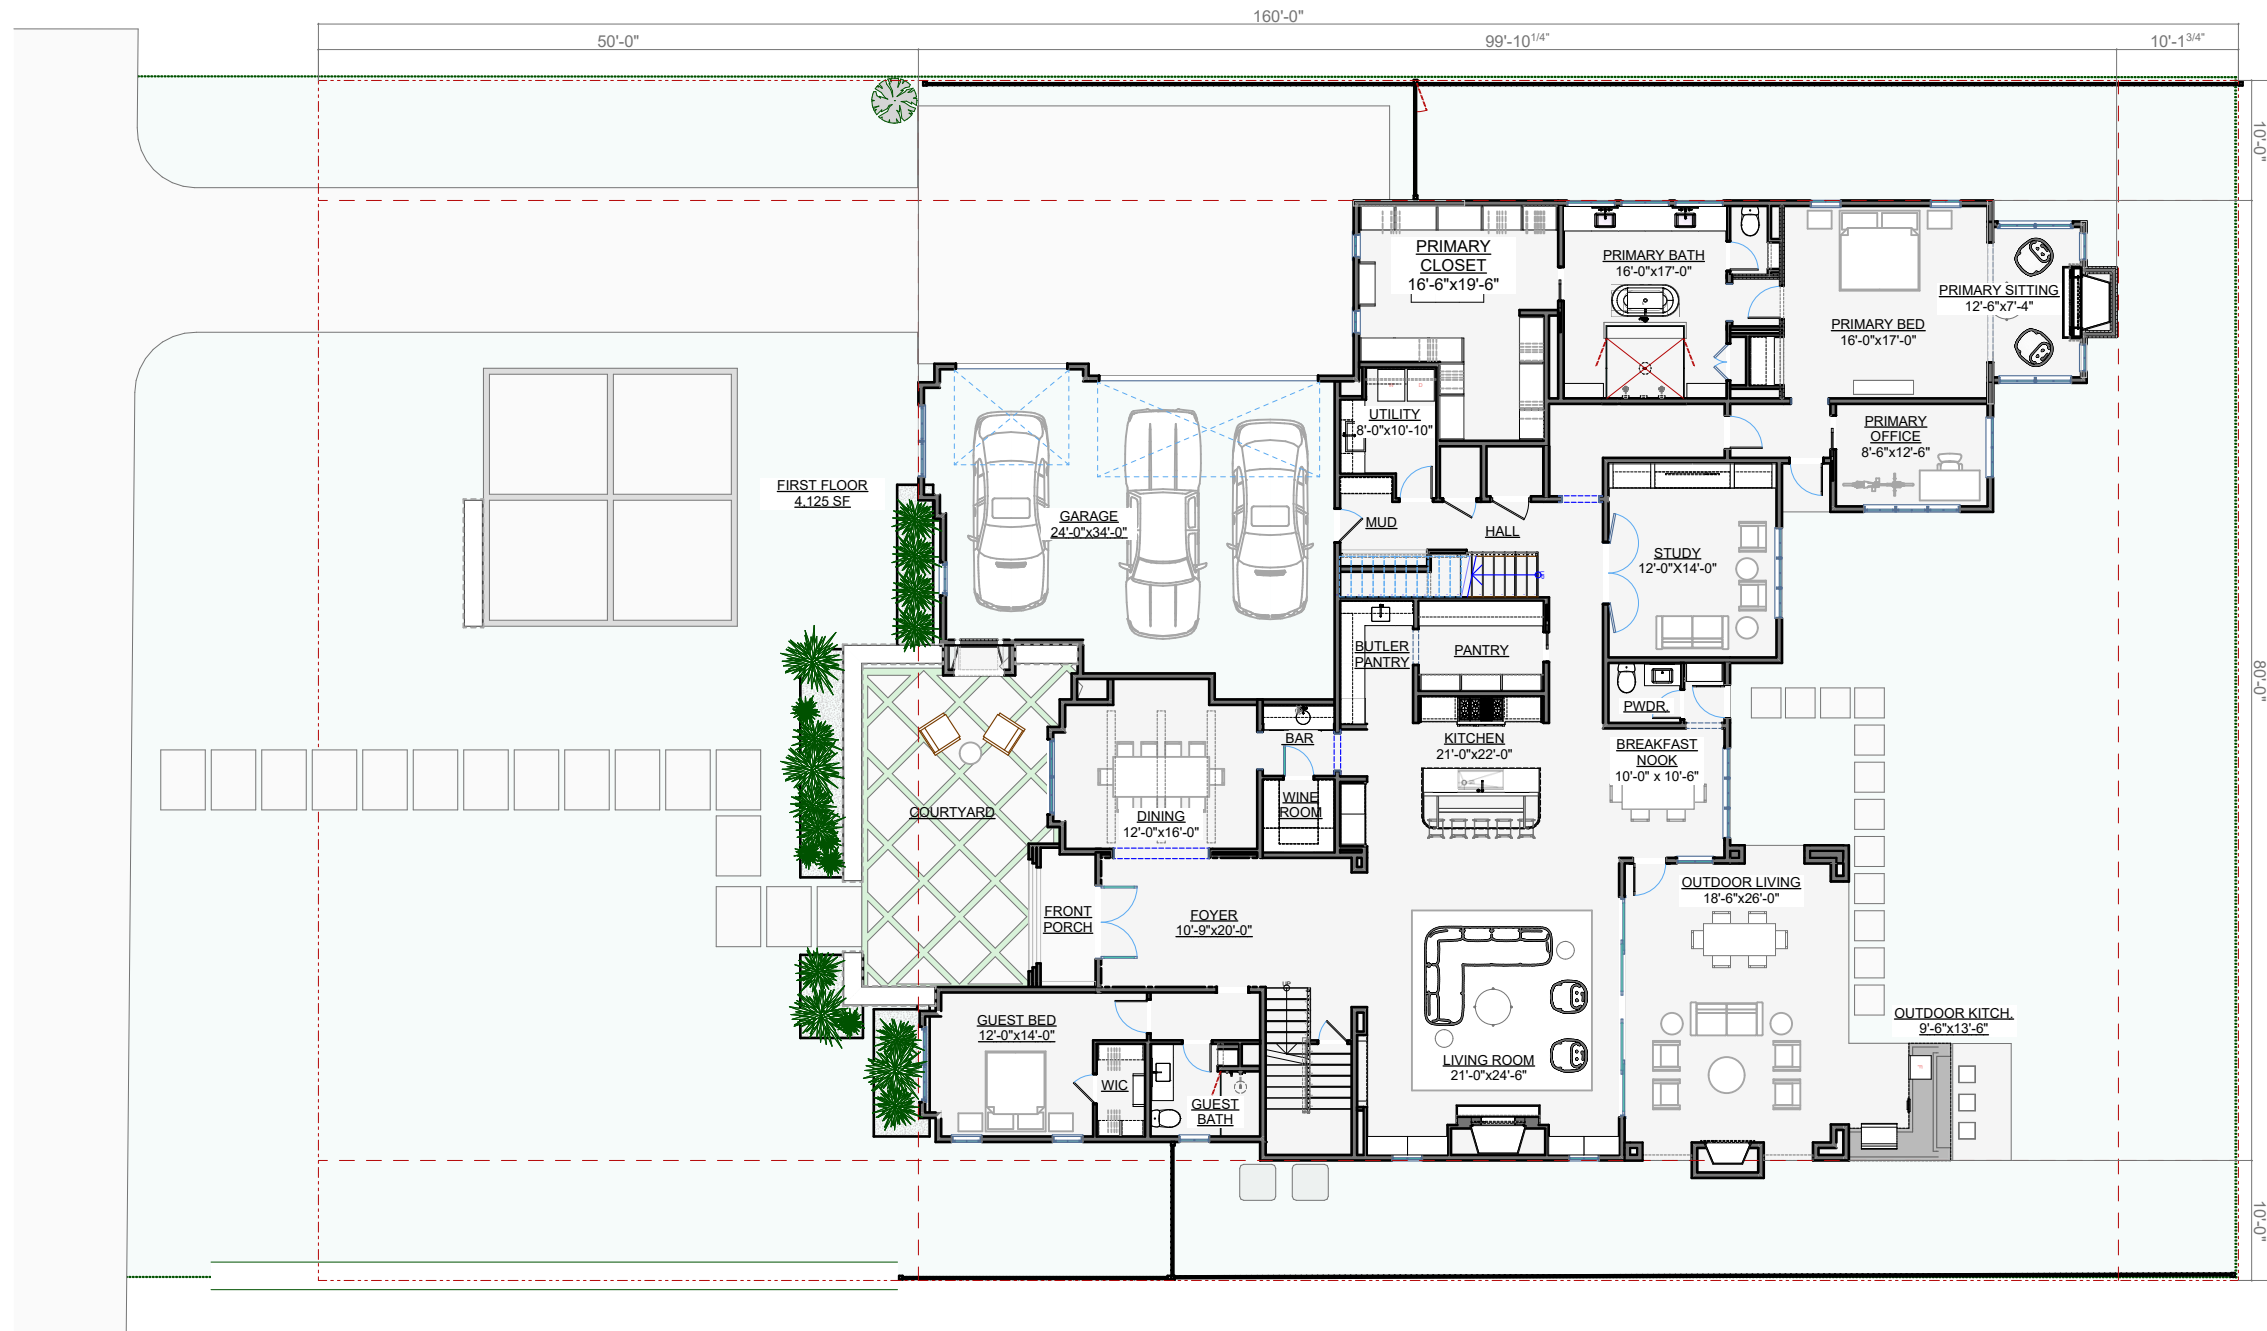 160'-0"
50'-0"
99'-10 1/4"
10'-1 3/4"
10'-0"
80'-0"
10'-0"
PRIMARY
CLOSET
16'-6"x19'-6"
PRIMARY BATH
16'-0"x17'-0"
PRIMARY SITTING
12'-6"x7'-4"
PRIMARY BED
16'-0"x17'-0"
UTILITY
8'-0"x10'-10"
PRIMARY
OFFICE
8'-6"x12'-6"
FIRST FLOOR
4,125 SF
GARAGE
24'-0"x34'-0"
MUD
HALL
STUDY
12'-0"X14'-0"
BUTLER
PANTRY
PANTRY
PWDR.
BAR
KITCHEN
21'-0"x22'-0"
BREAKFAST
NOOK
10'-0" x 10'-6"
WINE
ROOM
COURTYARD
DINING
12'-0"x16'-0"
OUTDOOR LIVING
18'-6"x26'-0"
FRONT
PORCH
FOYER
10'-9"x20'-0"
UP
GUEST BED
12'-0"x14'-0"
OUTDOOR KITCH.
9'-6"x13'-6"
LIVING ROOM
21'-0"x24'-6"
WIC
GUEST
BATH